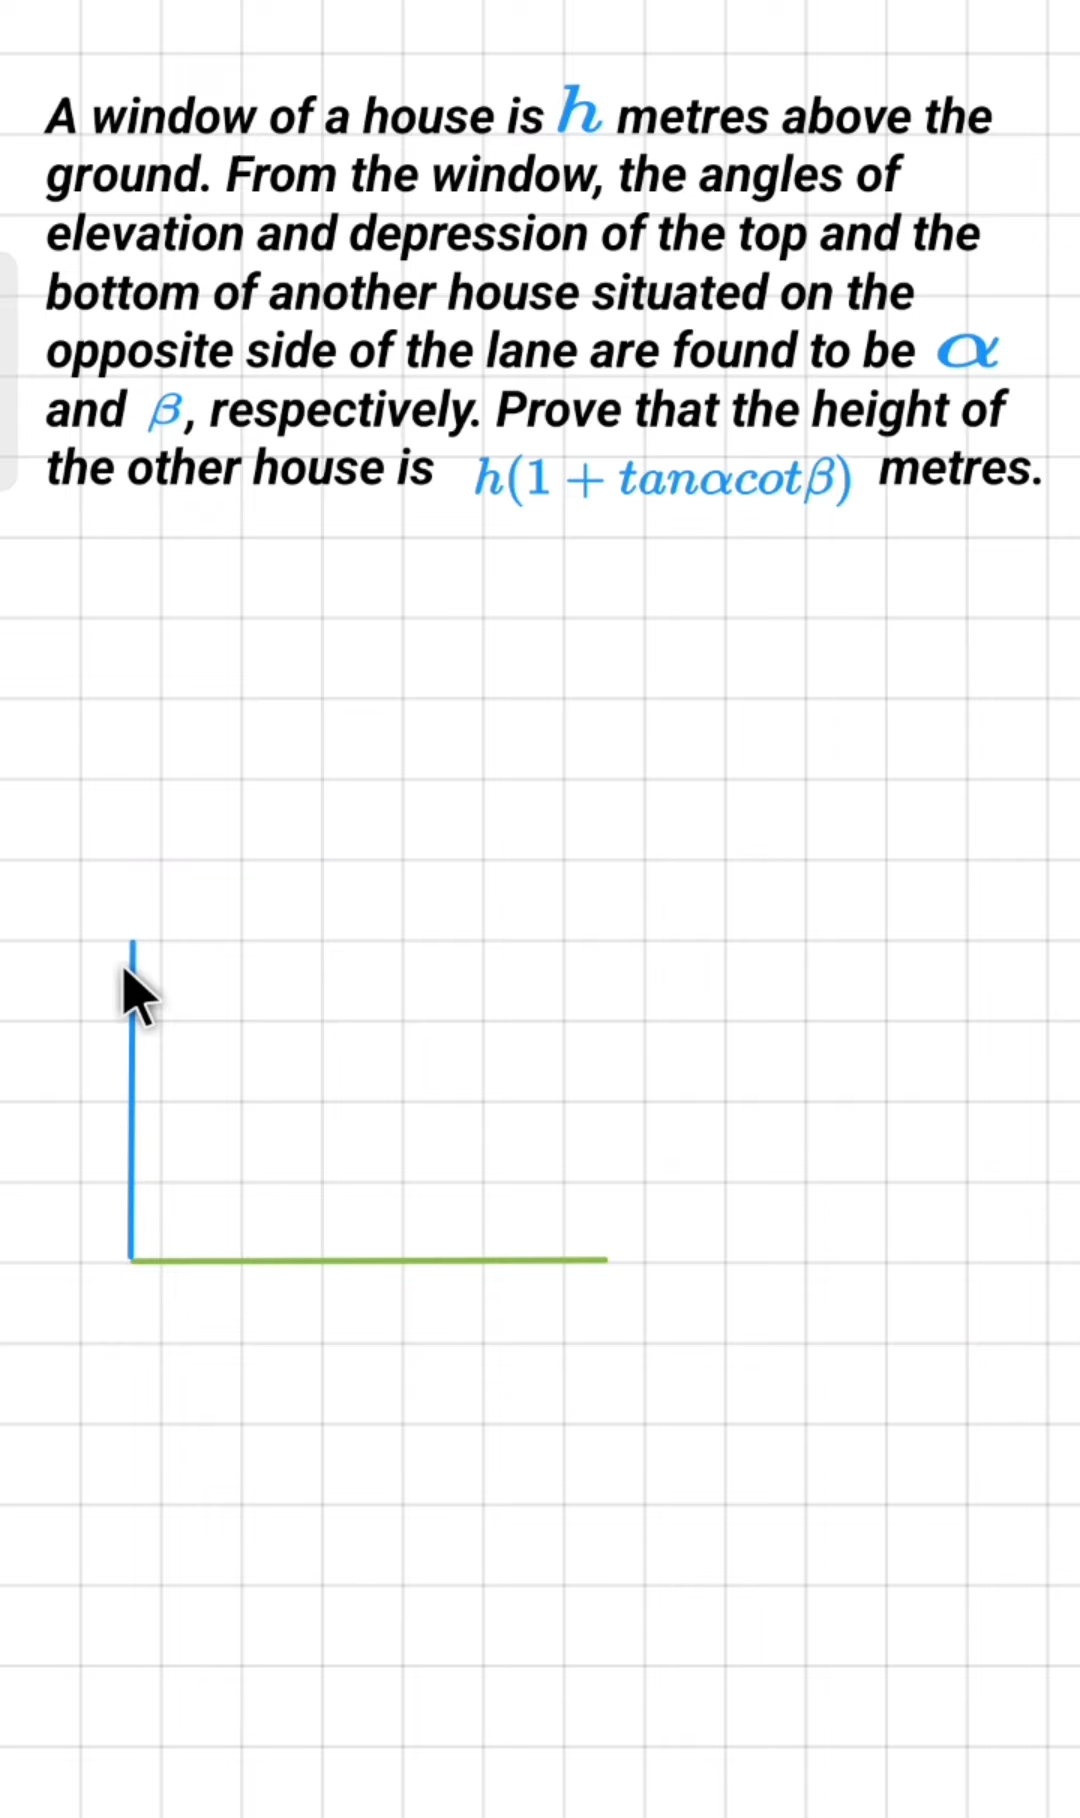 A window of a house is h metres above the
ground. From the window, the angles of
elevation and depression of the top and the
bottom of another house situated on the
opposite side of the lane are found to be α
and β, respectively. Prove that the height of
the other house is h(1 + tanαcotβ) metres.